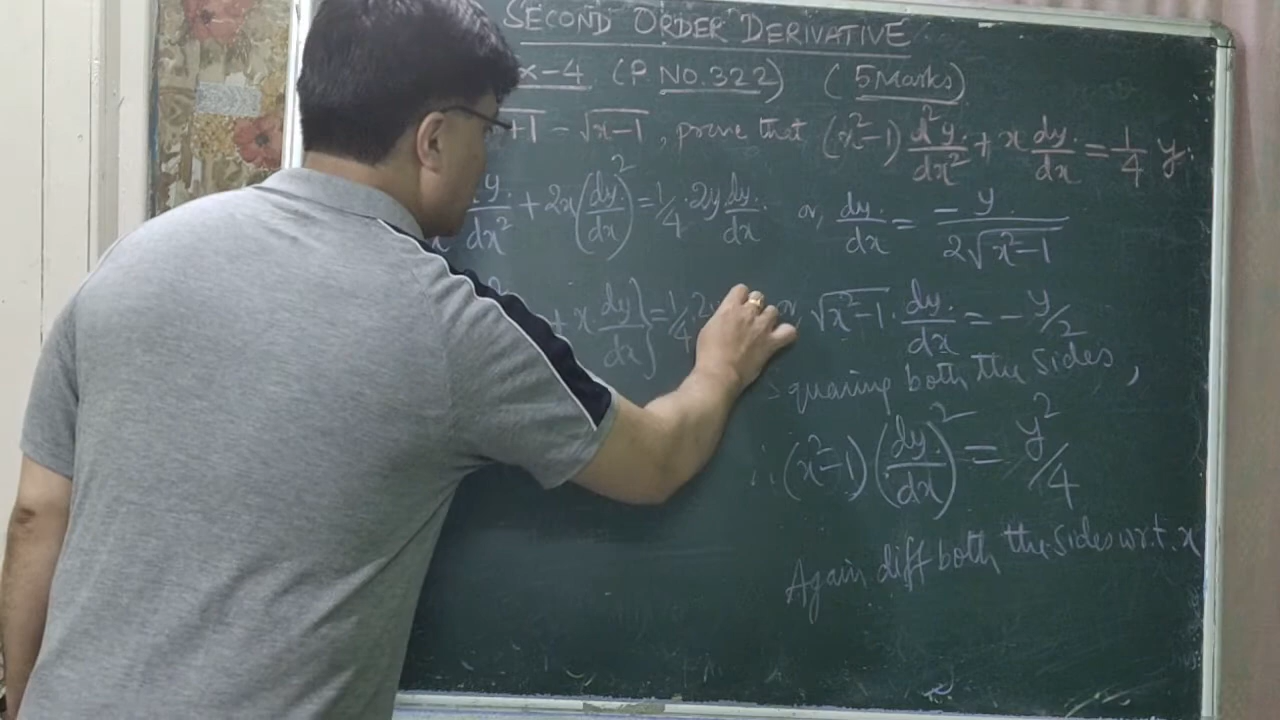 SECOND ORDER DERIVATIVE
x-4 (P. NO. 322) (5 Marks)
+1 - √(x-1), prove that (x²-1) d²y/dx² + x dy/dx = 1/4 y.
y/dx² + 2x(dy/dx)² = 1/4 · 2y dy/dx or, dy/dx = -y/(2√(x²-1))
+ x dy/dx} = 1/4 2y √(x²-1) · dy/dx = -y/2
Squaring both the sides,
∴ (x²-1)(dy/dx)² = y²/4
Again diff both the sides w.r.t. x